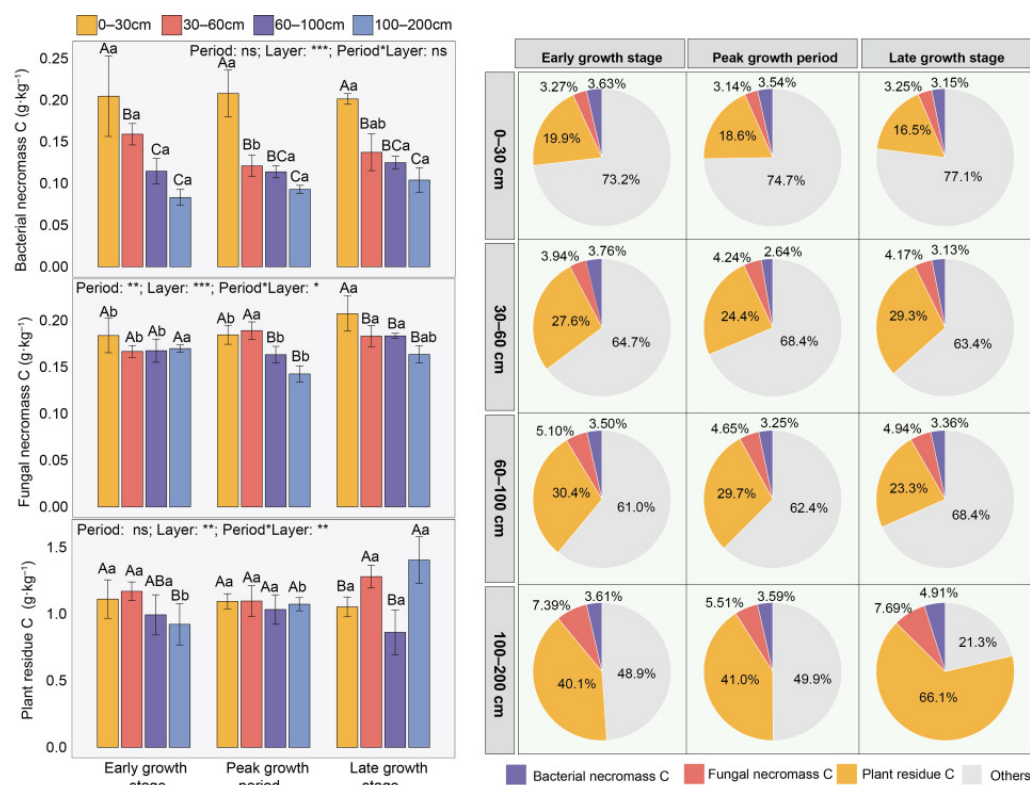 0–30cm 30–60cm 60–100cm 100–200cm
Bacterial necromass C (g·kg⁻¹)
Period: ns; Layer: ***; Period*Layer: ns
0.25
0.20
0.15
0.10
0.05
0.00
Aa Ba Ca Ca
Aa Bb BCa Ca
Aa Bab BCa Ca
Fungal necromass C (g·kg⁻¹)
Period: **; Layer: ***; Period*Layer: *
0.20
0.15
0.10
0.05
0.00
Ab Ab Ab Aa
Ab Aa Bb Bb
Aa Ba Ba Bab
Plant residue C (g·kg⁻¹)
Period: ns; Layer: **; Period*Layer: **
1.5
1.0
0.5
0.0
Aa Aa ABa Bb
Aa Aa Aa Ab
Ba Aa Ba Aa
Early growth stage
Peak growth period
Late growth stage
Early growth stage Peak growth period Late growth stage
0–30 cm
3.27% 3.63% 19.9% 73.2%
3.14% 3.54% 18.6% 74.7%
3.25% 3.15% 16.5% 77.1%
30–60 cm
3.94% 3.76% 27.6% 64.7%
4.24% 2.64% 24.4% 68.4%
4.17% 3.13% 29.3% 63.4%
60–100 cm
5.10% 3.50% 30.4% 61.0%
4.65% 3.25% 29.7% 62.4%
4.94% 3.36% 23.3% 68.4%
100–200 cm
7.39% 3.61% 40.1% 48.9%
5.51% 3.59% 41.0% 49.9%
7.69% 4.91% 66.1% 21.3%
Bacterial necromass C Fungal necromass C Plant residue C Others